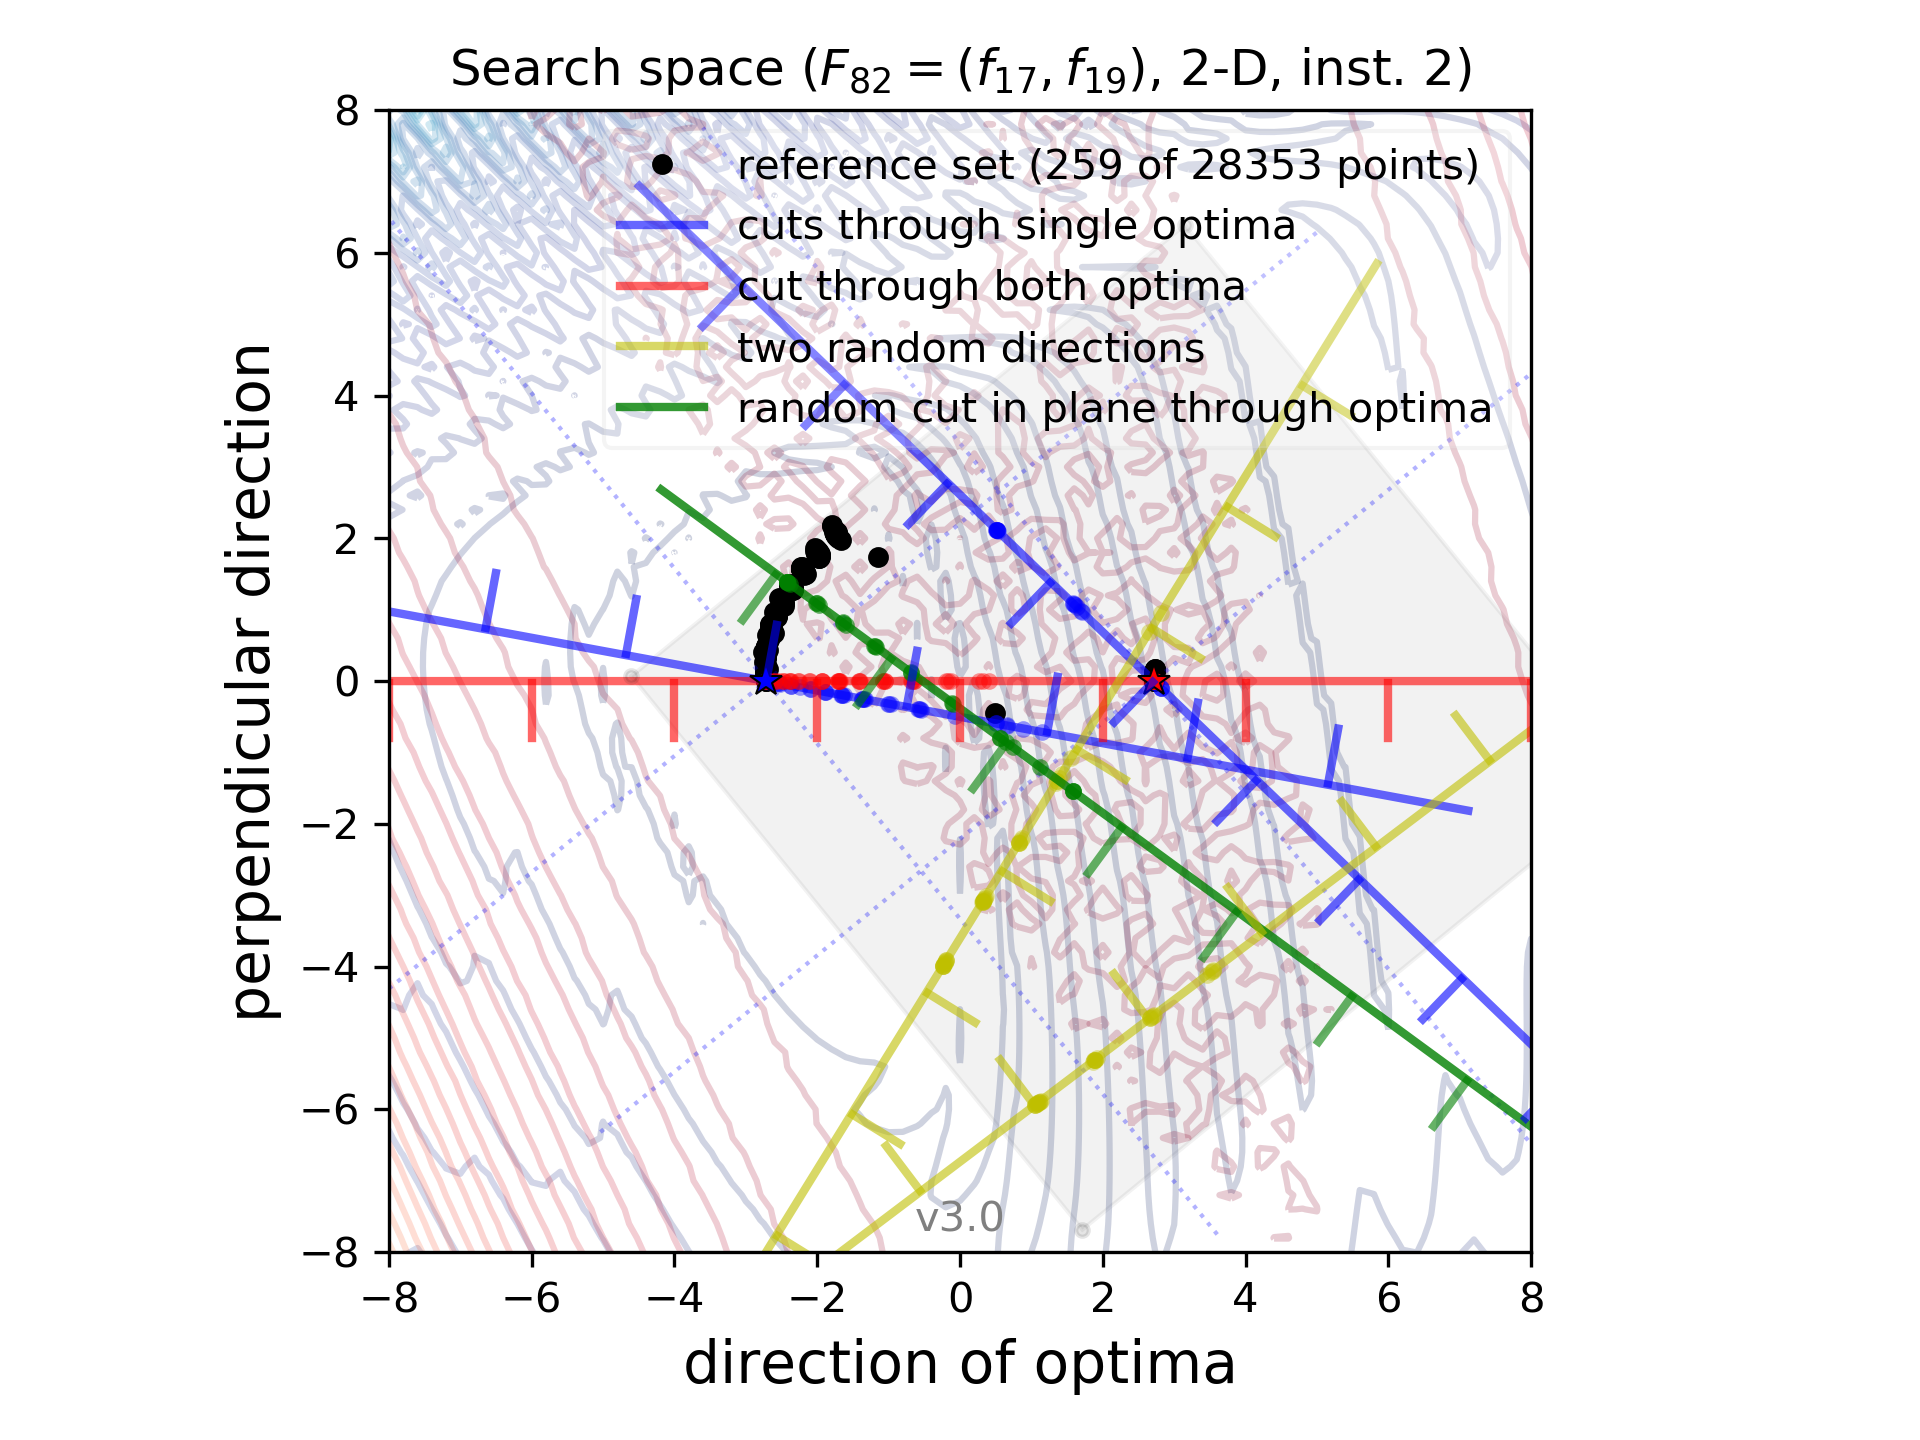 Search space (F82 = (f17, f19), 2-D, inst. 2)
reference set (259 of 28353 points)
cuts through single optima
cut through both optima
two random directions
random cut in plane through optima
perpendicular direction
8
6
4
2
0
−2
−4
−6
−8
v3.0
−8 −6 −4 −2 0 2 4 6 8
direction of optima